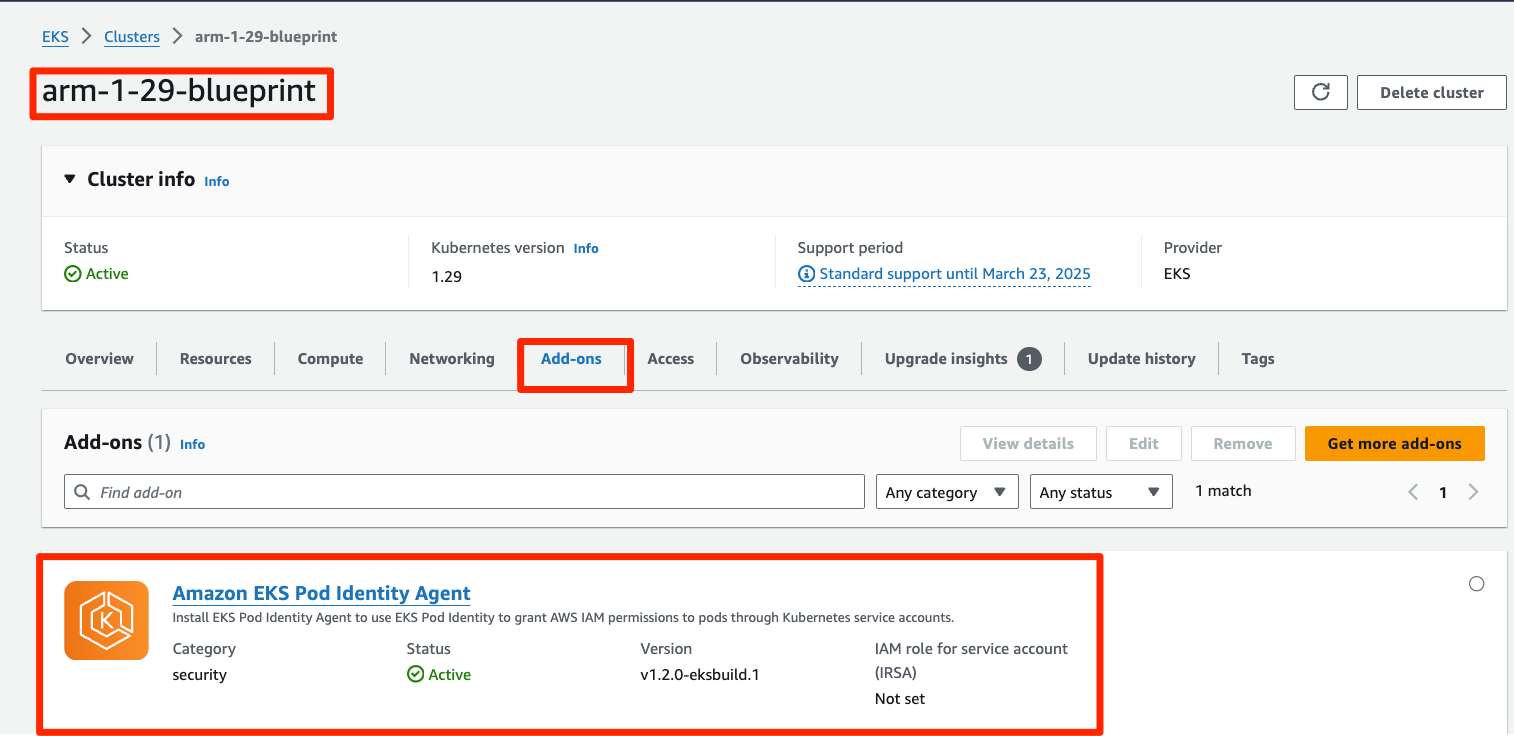 EKS > Clusters > arm-1-29-blueprint
arm-1-29-blueprint
Delete cluster
Cluster info Info
Status
Active
Kubernetes version Info
1.29
Support period
Standard support until March 23, 2025
Provider
EKS
Overview Resources Compute Networking Add-ons Access Observability Upgrade insights 1 Update history Tags
Add-ons (1) Info
View details Edit Remove Get more add-ons
Find add-on Any category Any status 1 match 1
Amazon EKS Pod Identity Agent
Install EKS Pod Identity Agent to use EKS Pod Identity to grant AWS IAM permissions to pods through Kubernetes service accounts.
Category
security
Status
Active
Version
v1.2.0-eksbuild.1
IAM role for service account
(IRSA)
Not set
K